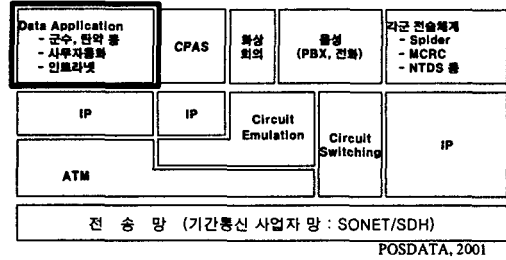 Data Application
- 군수, 탄약 등
- 사무자동화
- 인트라넷
CPAS
화상
회의
음성
(PBX, 전화)
각군 전술체계
- Spider
- MCRC
- NTDS 등
IP
IP
Circuit
Emulation
Circuit
Switching
IP
ATM
전 송 망 (기간통신 사업자 망 : SONET/SDH)
POSDATA, 2001